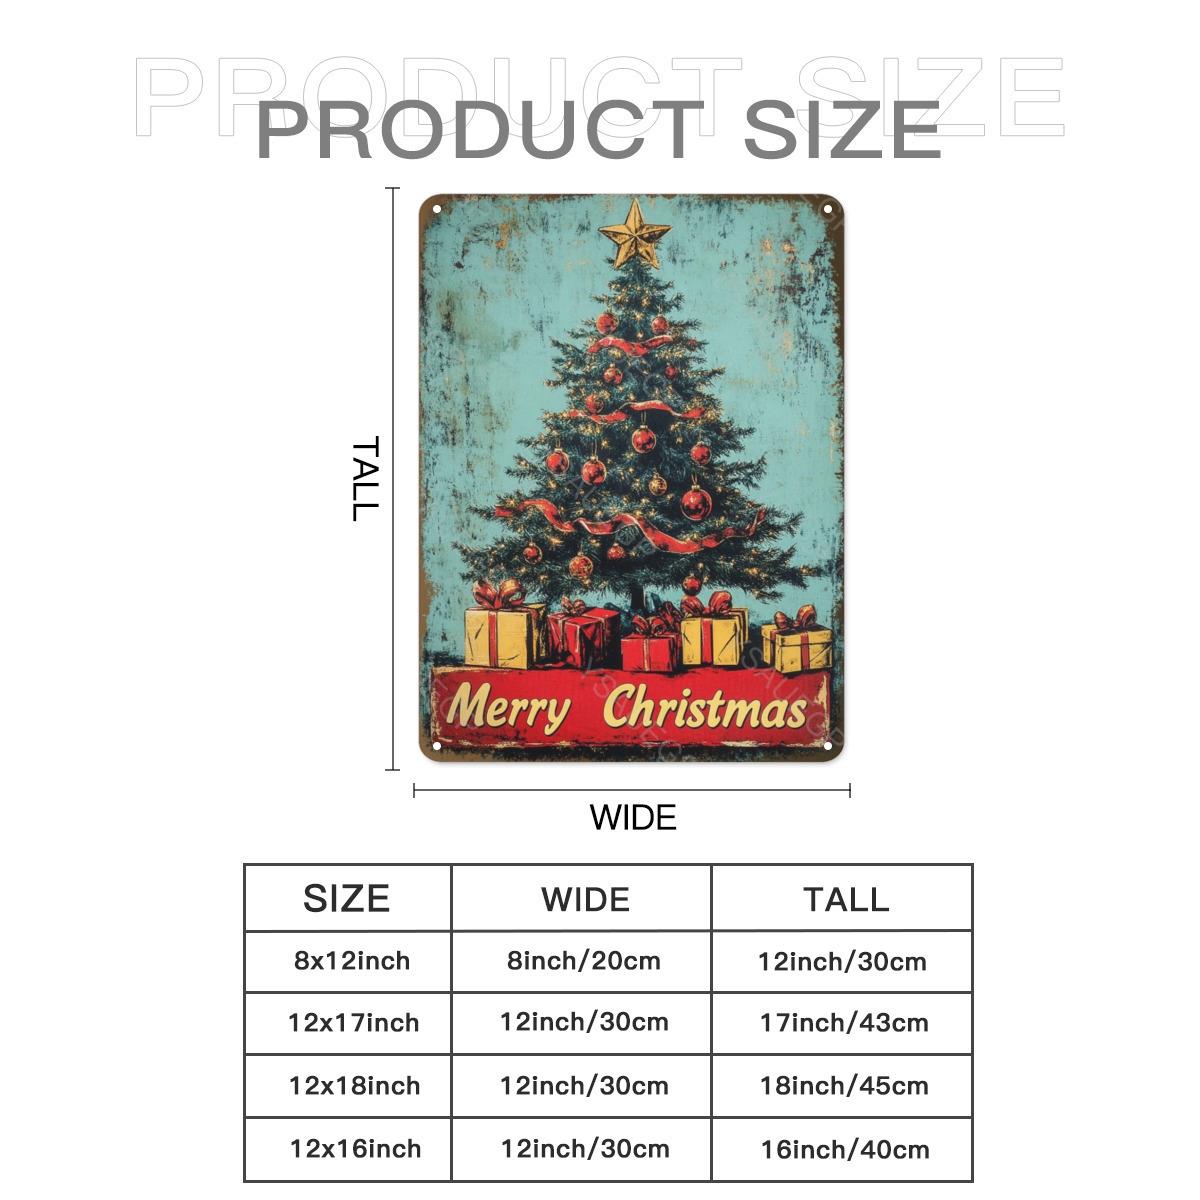 PRODUCT SIZE
PRODUCT SIZE
TALL
Merry Christmas
WIDE
SIZE WIDE TALL
8x12inch 8inch/20cm 12inch/30cm
12x17inch 12inch/30cm 17inch/43cm
12x18inch 12inch/30cm 18inch/45cm
12x16inch 12inch/30cm 16inch/40cm